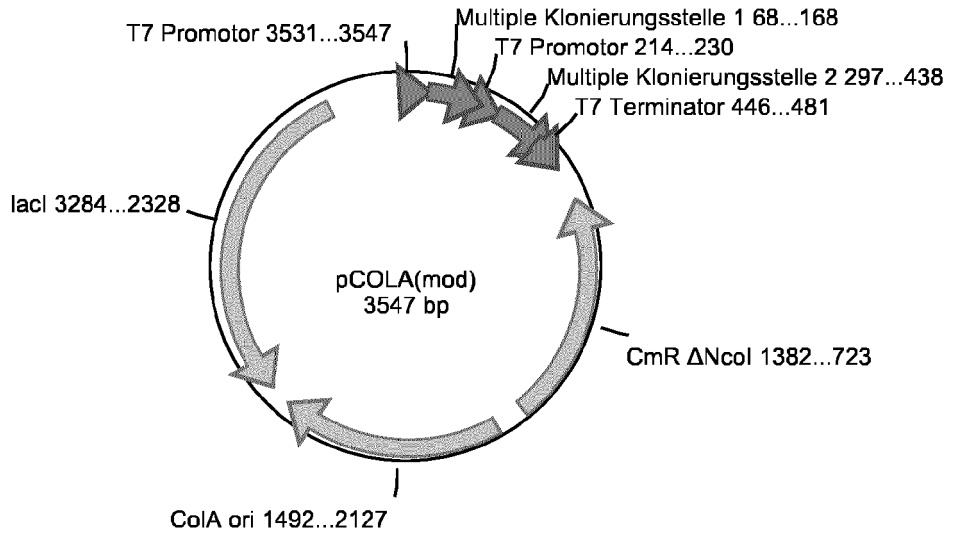 Multiple Klonierungsstelle 1 68...168
T7 Promotor 3531...3547
T7 Promotor 214...230
Multiple Klonierungsstelle 2 297...438
T7 Terminator 446...481
lacI 3284...2328
pCOLA(mod)
3547 bp
CmR ΔNcoI 1382...723
ColA ori 1492...2127